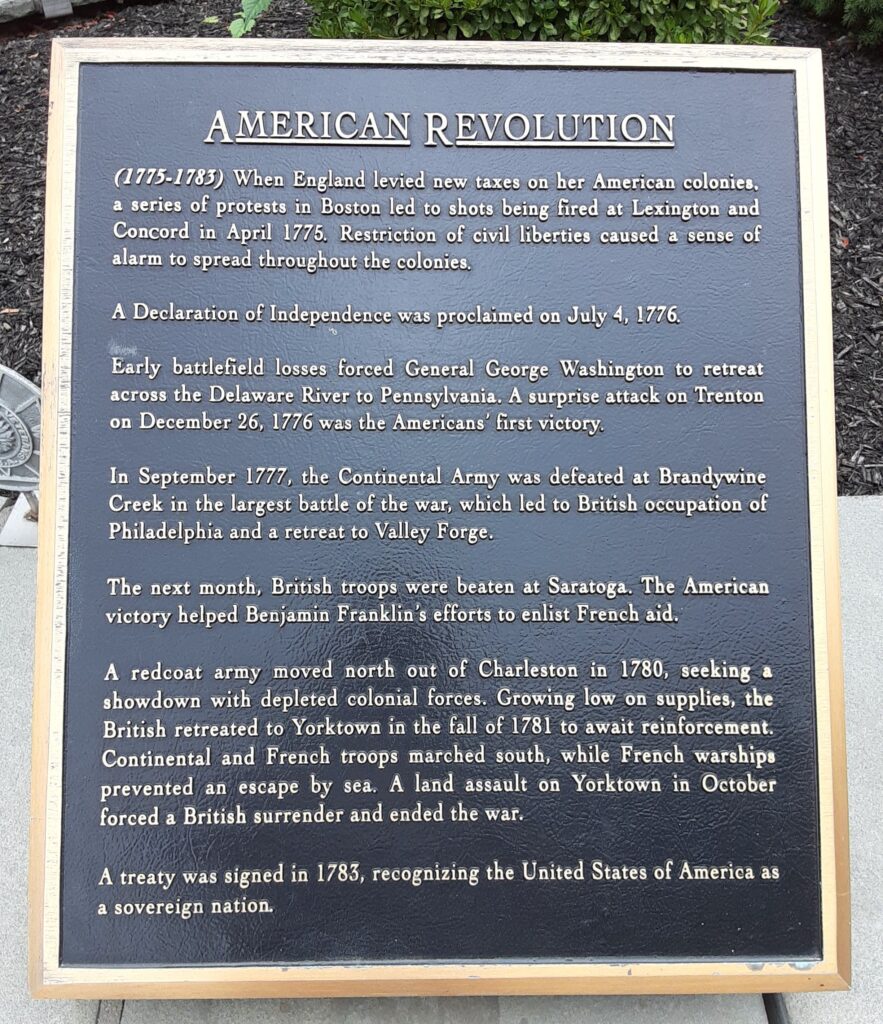 AMERICAN REVOLUTION
(1775-1783) When England levied new taxes on her American colonies,
a series of protests in Boston led to shots being fired at Lexington and
Concord in April 1775. Restriction of civil liberties caused a sense of
alarm to spread throughout the colonies.
A Declaration of Independence was proclaimed on July 4, 1776.
Early battlefield losses forced General George Washington to retreat
across the Delaware River to Pennsylvania. A surprise attack on Trenton
on December 26, 1776 was the Americans' first victory.
In September 1777, the Continental Army was defeated at Brandywine
Creek in the largest battle of the war, which led to British occupation of
Philadelphia and a retreat to Valley Forge.
The next month, British troops were beaten at Saratoga. The American
victory helped Benjamin Franklin's efforts to enlist French aid.
A redcoat army moved north out of Charleston in 1780, seeking a
showdown with depleted colonial forces. Growing low on supplies, the
British retreated to Yorktown in the fall of 1781 to await reinforcement.
Continental and French troops marched south, while French warships
prevented an escape by sea. A land assault on Yorktown in October
forced a British surrender and ended the war.
A treaty was signed in 1783, recognizing the United States of America as
a sovereign nation.